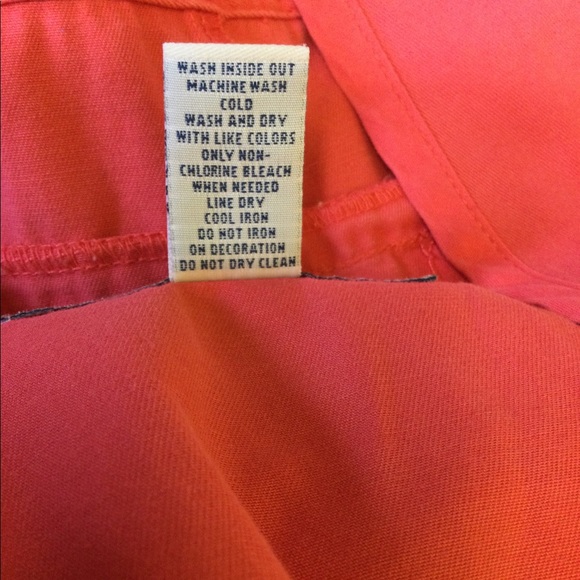 WASH INSIDE OUT
MACHINE WASH
COLD
WASH AND DRY
WITH LIKE COLORS
ONLY NON-
CHLORINE BLEACH
WHEN NEEDED
LINE DRY
COOL IRON
DO NOT IRON
ON DECORATION
DO NOT DRY CLEAN